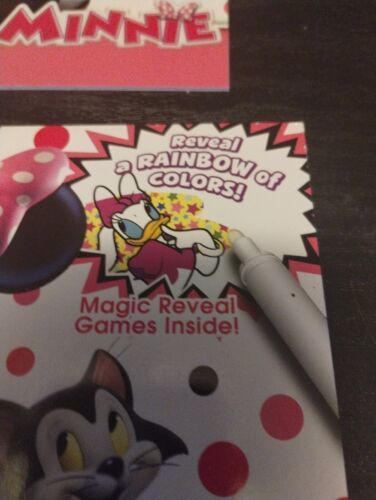 MINNIE
Reveal
a RAINBOW of
COLORS!
Magic Reveal
Games Inside!